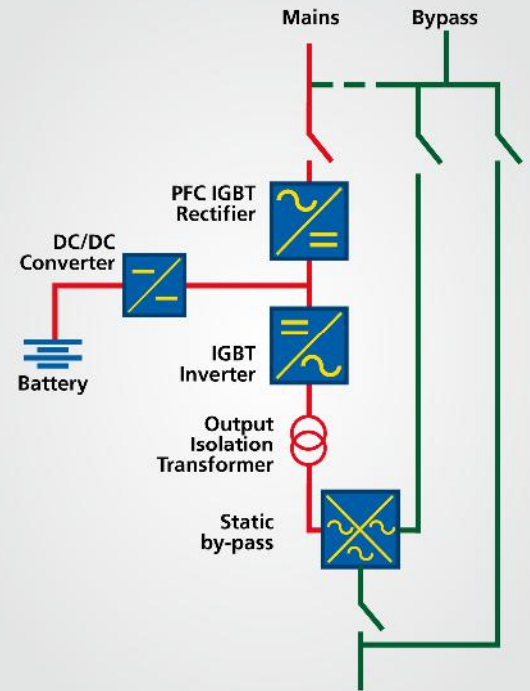 Mains
Bypass
PFC IGBT
Rectifier
DC/DC
Converter
Battery
IGBT
Inverter
Output
Isolation
Transformer
Static
by-pass